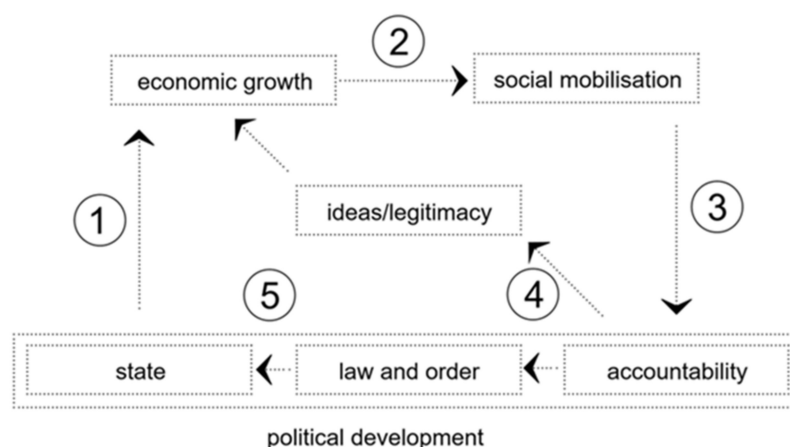 2
economic growth
social mobilisation
1
ideas/legitimacy
3
5
4
state
law and order
accountability
political development